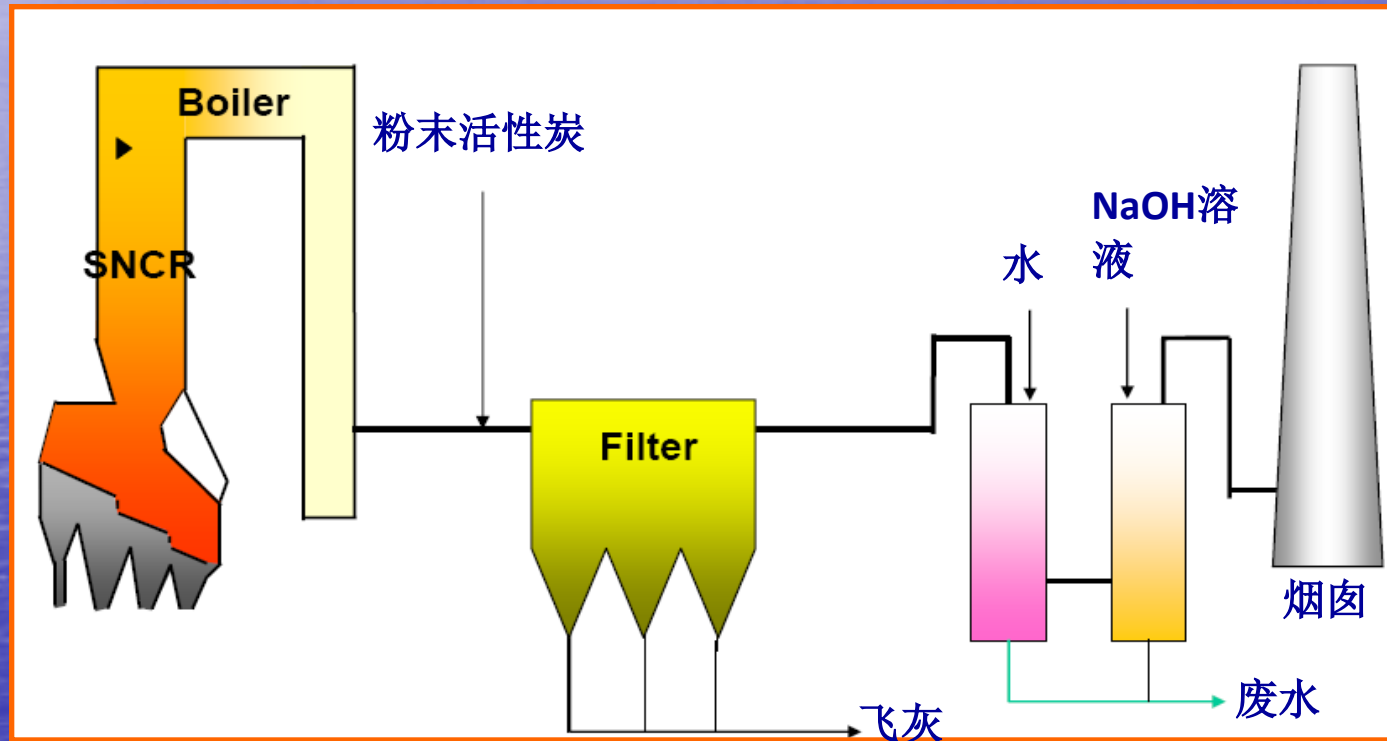 Boiler
粉末活性炭
SNCR
Filter
水
NaOH溶
液
烟囱
飞灰
废水